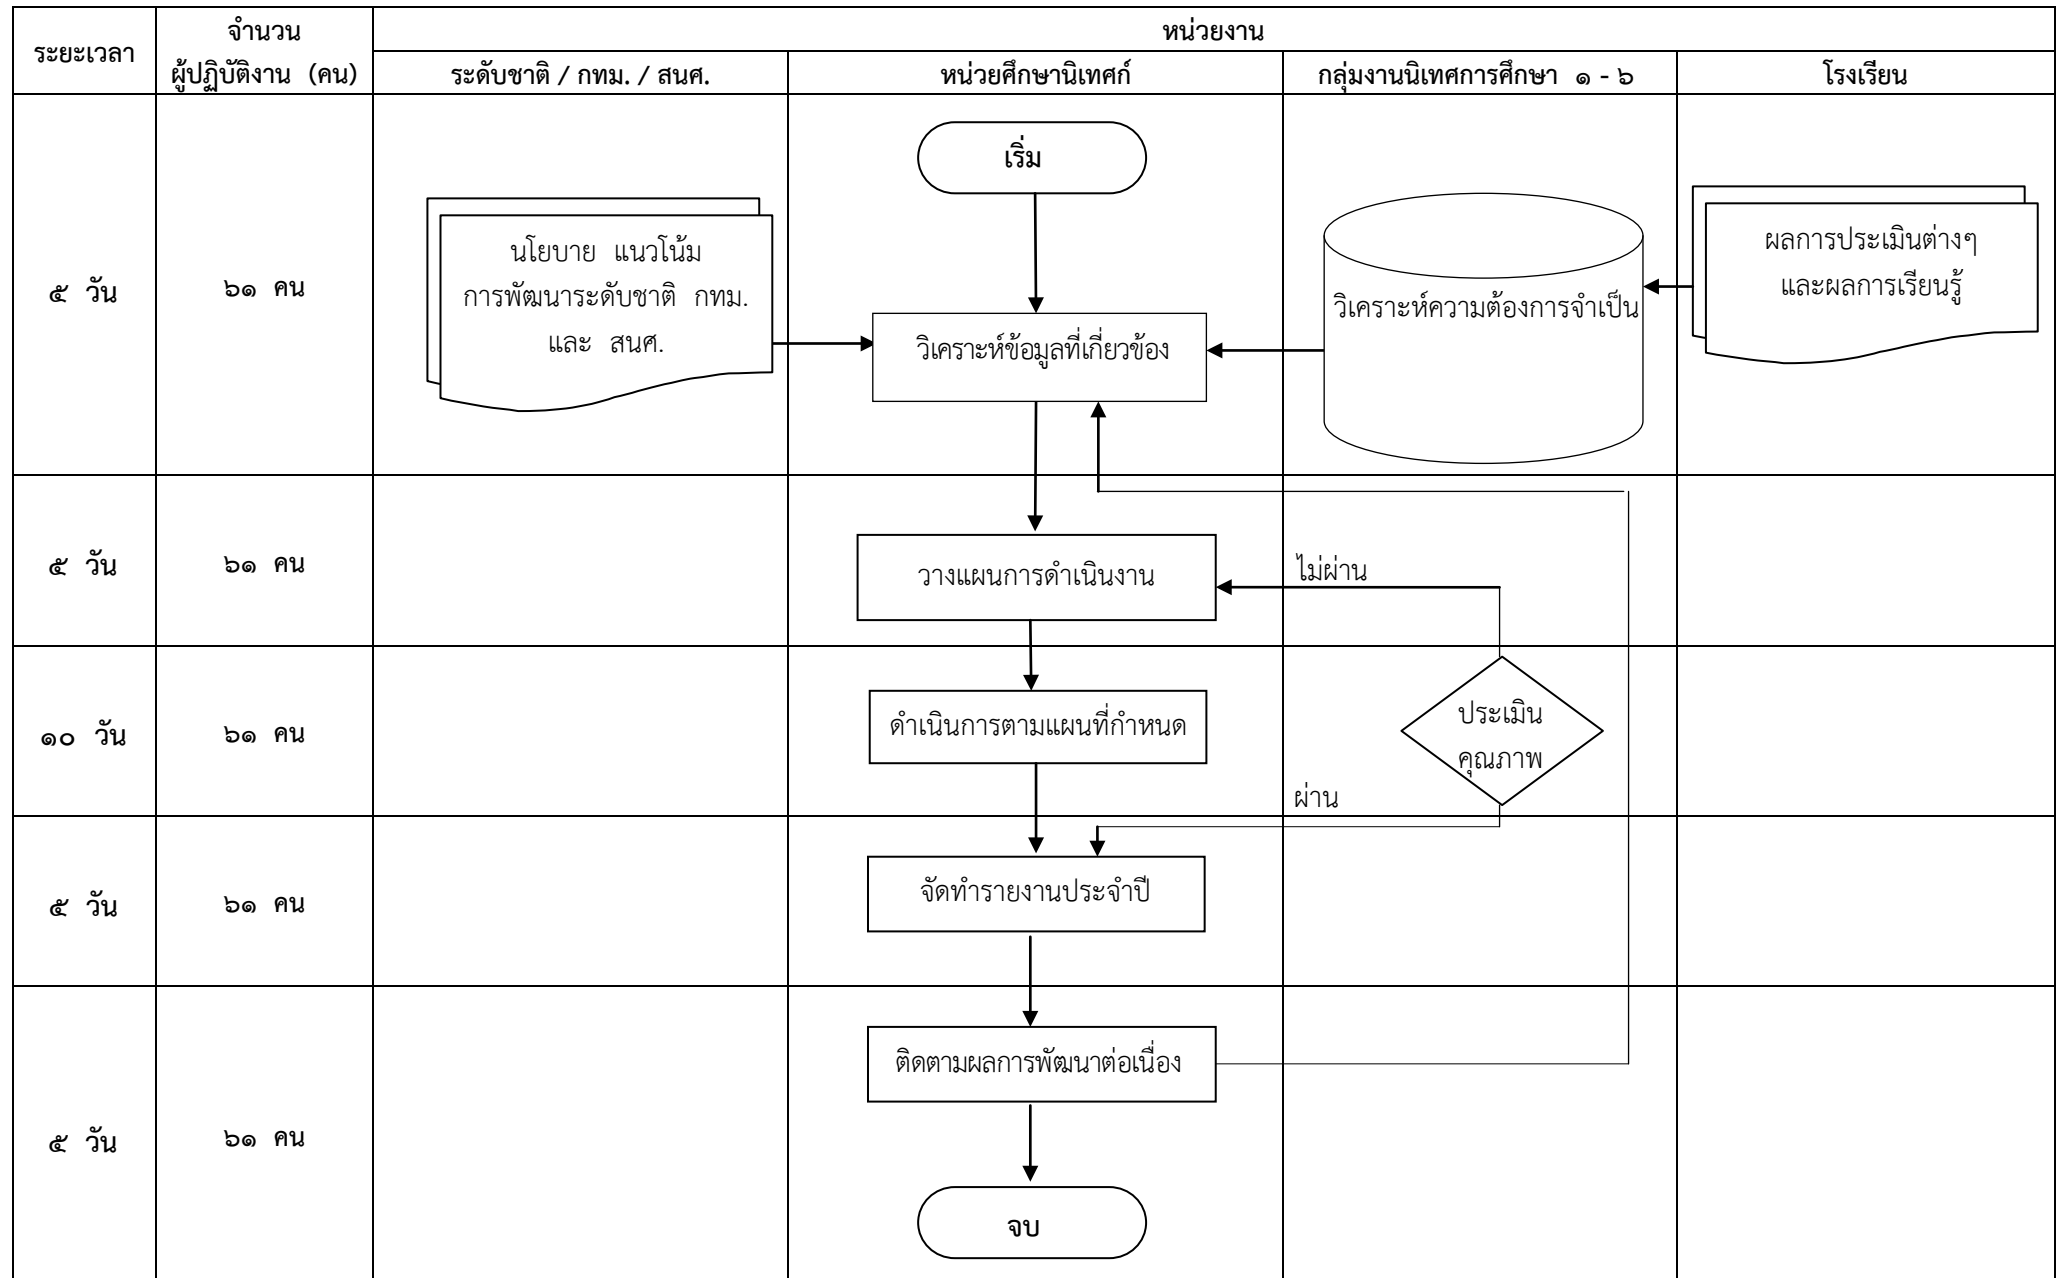 ระยะเวลา
จำนวน
ผู้ปฏิบัติงาน (คน)
หน่วยงาน
ระดับชาติ / กทม. / สนศ.
หน่วยศึกษานิเทศก์
กลุ่มงานนิเทศการศึกษา ๑ - ๖
โรงเรียน
๕ วัน
๖๑ คน
นโยบาย แนวโน้ม
การพัฒนาระดับชาติ กทม.
และ สนศ.
เริ่ม
วิเคราะห์ข้อมูลที่เกี่ยวข้อง
วิเคราะห์ความต้องการจำเป็น
ผลการประเมินต่างๆ
และผลการเรียนรู้
๕ วัน
๖๑ คน
วางแผนการดำเนินงาน
ไม่ผ่าน
๑๐ วัน
๖๑ คน
ดำเนินการตามแผนที่กำหนด
ประเมิน
คุณภาพ
ผ่าน
๕ วัน
๖๑ คน
จัดทำรายงานประจำปี
๕ วัน
๖๑ คน
ติดตามผลการพัฒนาต่อเนื่อง
จบ